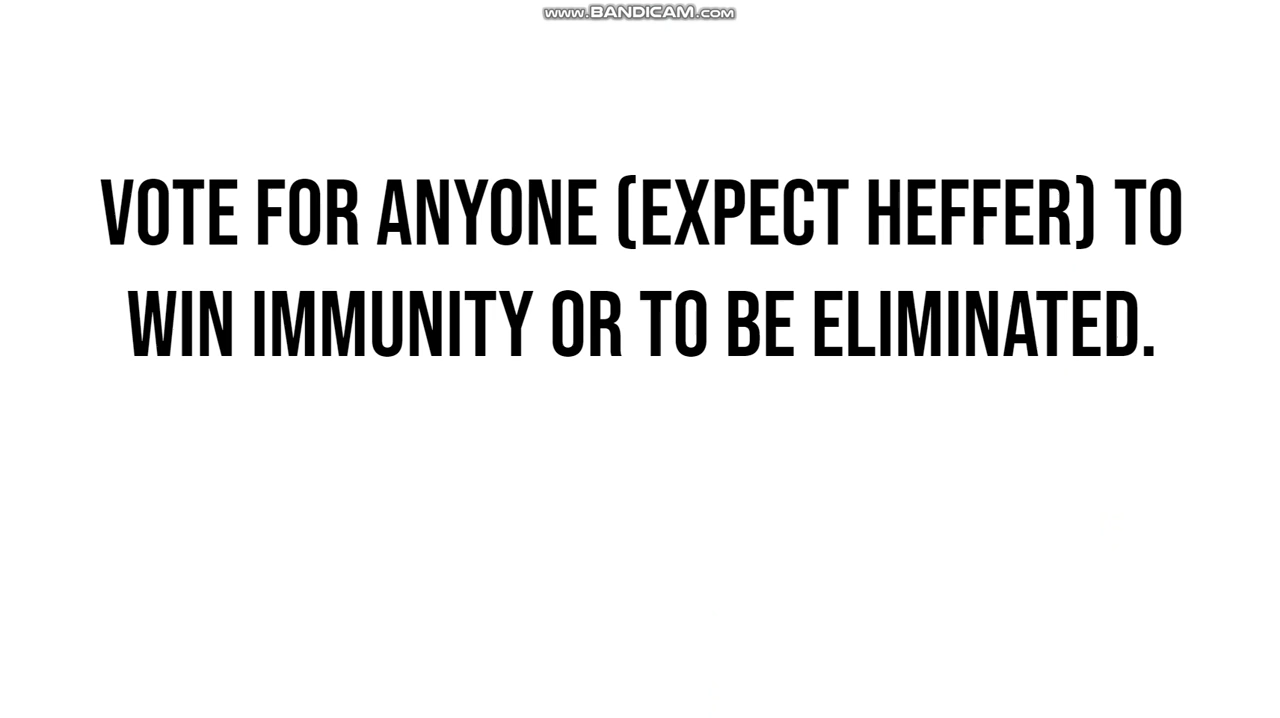 www.BANDICAM.com
VOTE FOR ANYONE (EXPECT HEFFER) TO
WIN IMMUNITY OR TO BE ELIMINATED.